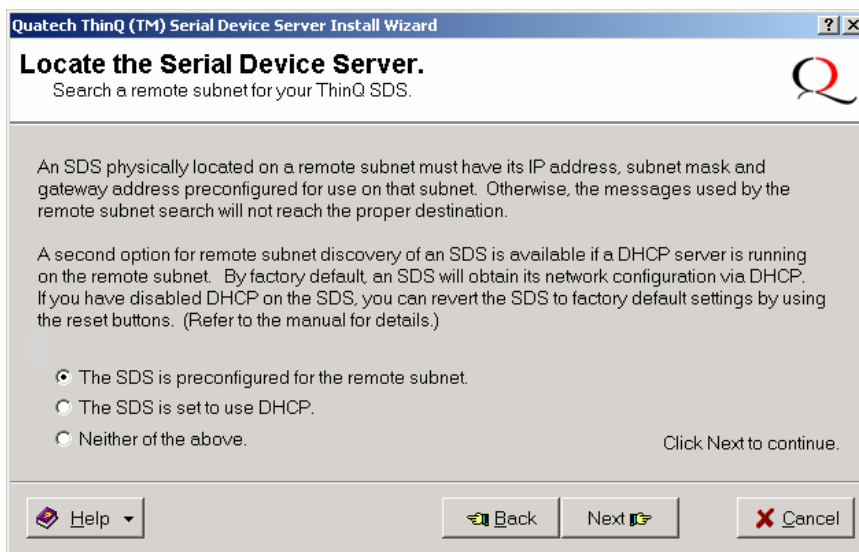 Quatech ThinQ (TM) Serial Device Server Install Wizard
Locate the Serial Device Server.
Search a remote subnet for your ThinQ SDS.
An SDS physically located on a remote subnet must have its IP address, subnet mask and
gateway address preconfigured for use on that subnet. Otherwise, the messages used by the
remote subnet search will not reach the proper destination.
A second option for remote subnet discovery of an SDS is available if a DHCP server is running
on the remote subnet. By factory default, an SDS will obtain its network configuration via DHCP.
If you have disabled DHCP on the SDS, you can revert the SDS to factory default settings by using
the reset buttons. (Refer to the manual for details.)
The SDS is preconfigured for the remote subnet.
The SDS is set to use DHCP.
Neither of the above.
Click Next to continue.
Help
Back
Next
Cancel